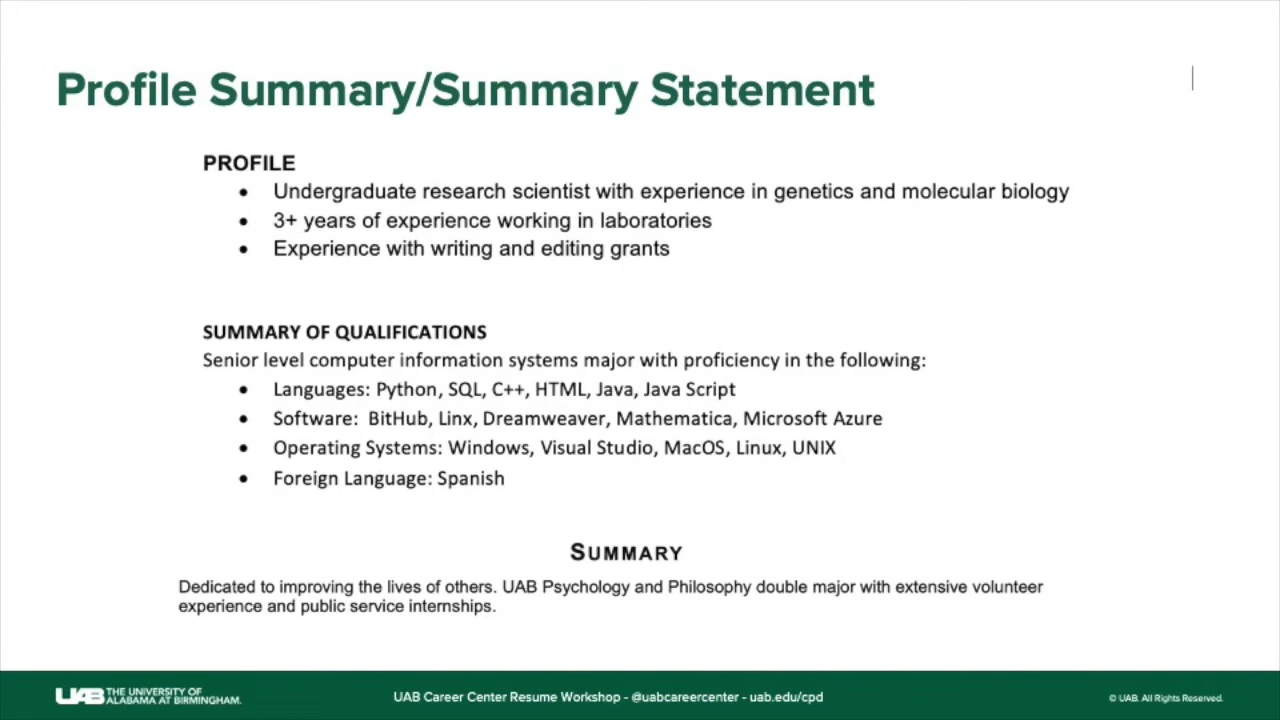 Profile Summary/Summary Statement
PROFILE
• Undergraduate research scientist with experience in genetics and molecular biology
• 3+ years of experience working in laboratories
• Experience with writing and editing grants
SUMMARY OF QUALIFICATIONS
Senior level computer information systems major with proficiency in the following:
• Languages: Python, SQL, C++, HTML, Java, Java Script
• Software: BitHub, Linx, Dreamweaver, Mathematica, Microsoft Azure
• Operating Systems: Windows, Visual Studio, MacOS, Linux, UNIX
• Foreign Language: Spanish
SUMMARY
Dedicated to improving the lives of others. UAB Psychology and Philosophy double major with extensive volunteer
experience and public service internships.
UAB THE UNIVERSITY OF
ALABAMA AT BIRMINGHAM.
UAB Career Center Resume Workshop - @uabcareercenter - uab.edu/cpd
© UAB. All Rights Reserved.